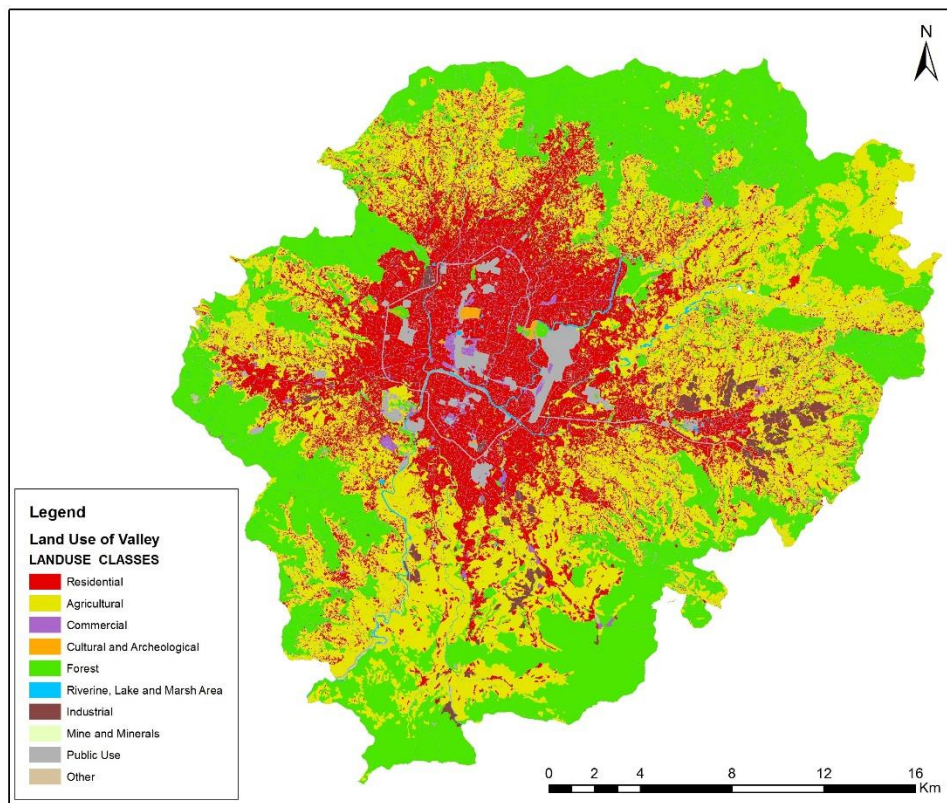 N
Legend
Land Use of Valley
LANDUSE CLASSES
Residential
Agricultural
Commercial
Cultural and Archeological
Forest
Riverine, Lake and Marsh Area
Industrial
Mine and Minerals
Public Use
Other
0 2 4 8 12 16
Km